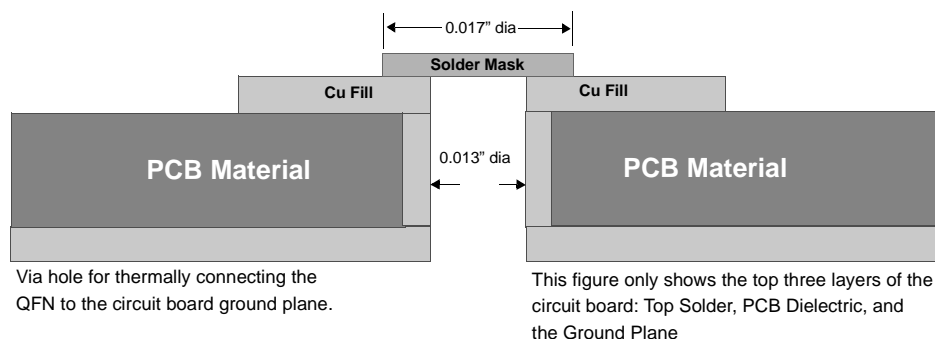 0.017” dia
Solder Mask
Cu Fill
Cu Fill
PCB Material
0.013” dia
PCB Material
Via hole for thermally connecting the
QFN to the circuit board ground plane.
This figure only shows the top three layers of the
circuit board: Top Solder, PCB Dielectric, and
the Ground Plane